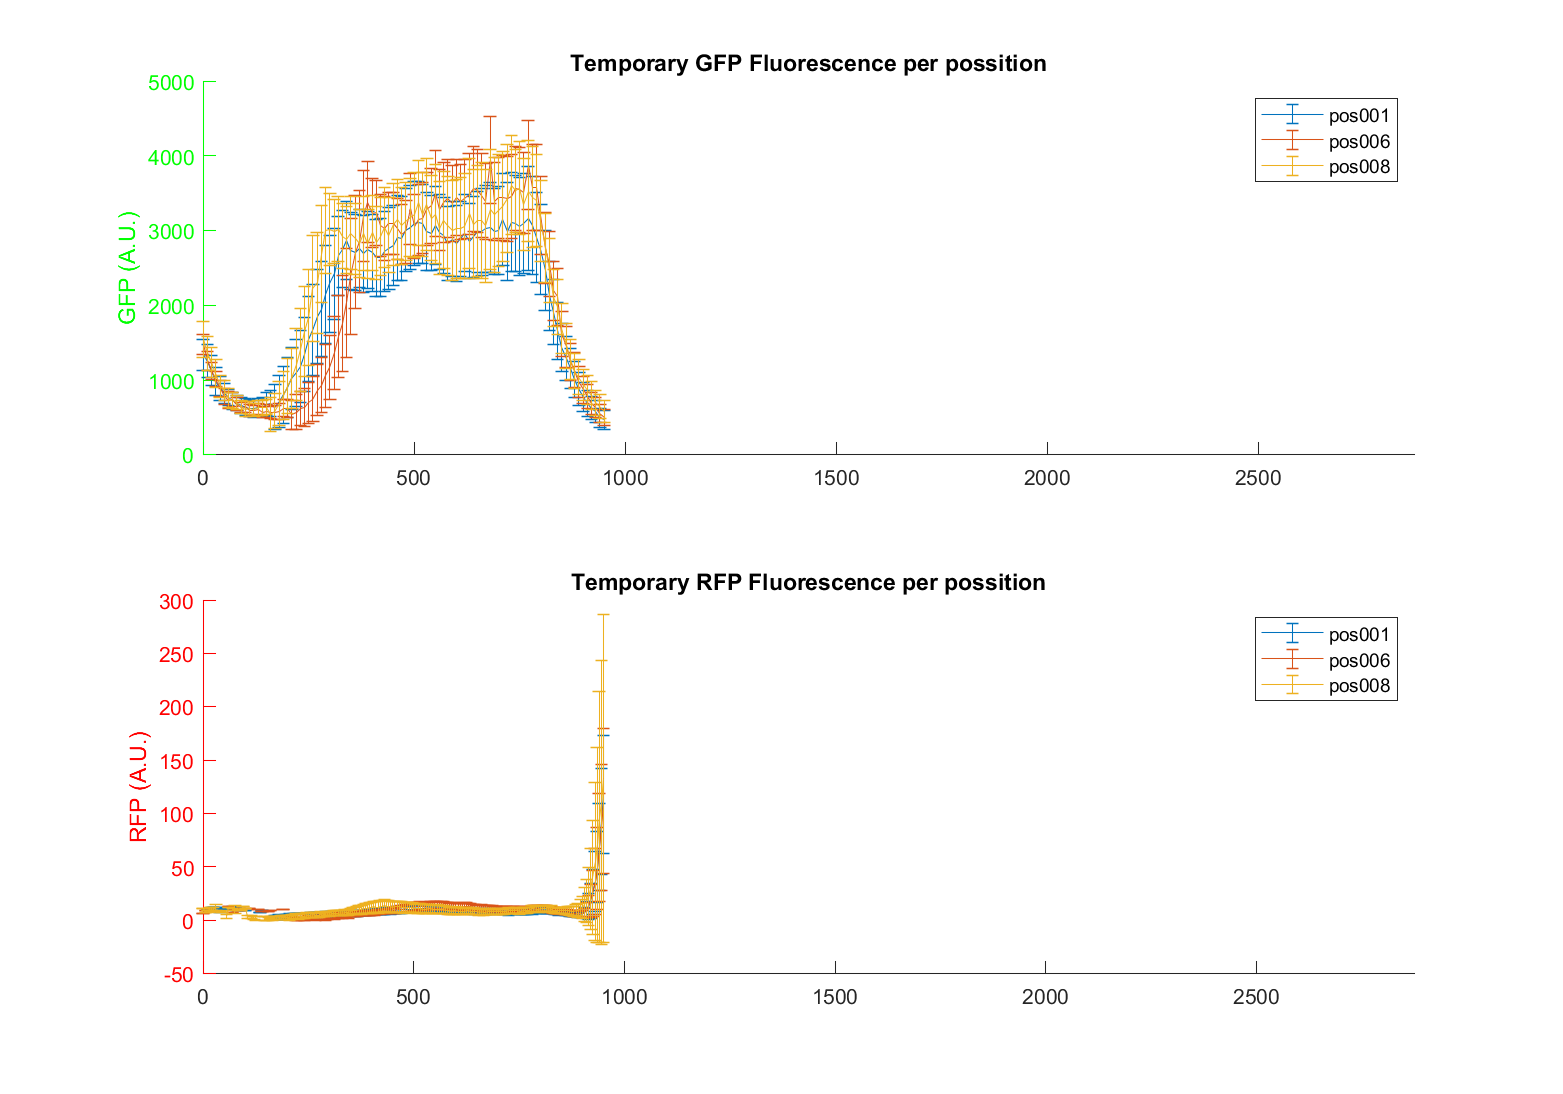 Temporary GFP Fluorescence per possition
GFP (A.U.)
5000
4000
3000
2000
1000
0
0 500 1000 1500 2000 2500
pos001
pos006
pos008
Temporary RFP Fluorescence per possition
RFP (A.U.)
300
250
200
150
100
50
0
-50
0 500 1000 1500 2000 2500
pos001
pos006
pos008